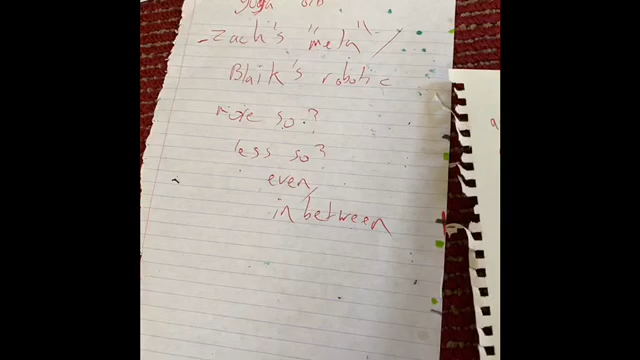 - Zach's "meta" /
Blaik's robotic
more so?
less so?
even,
in between